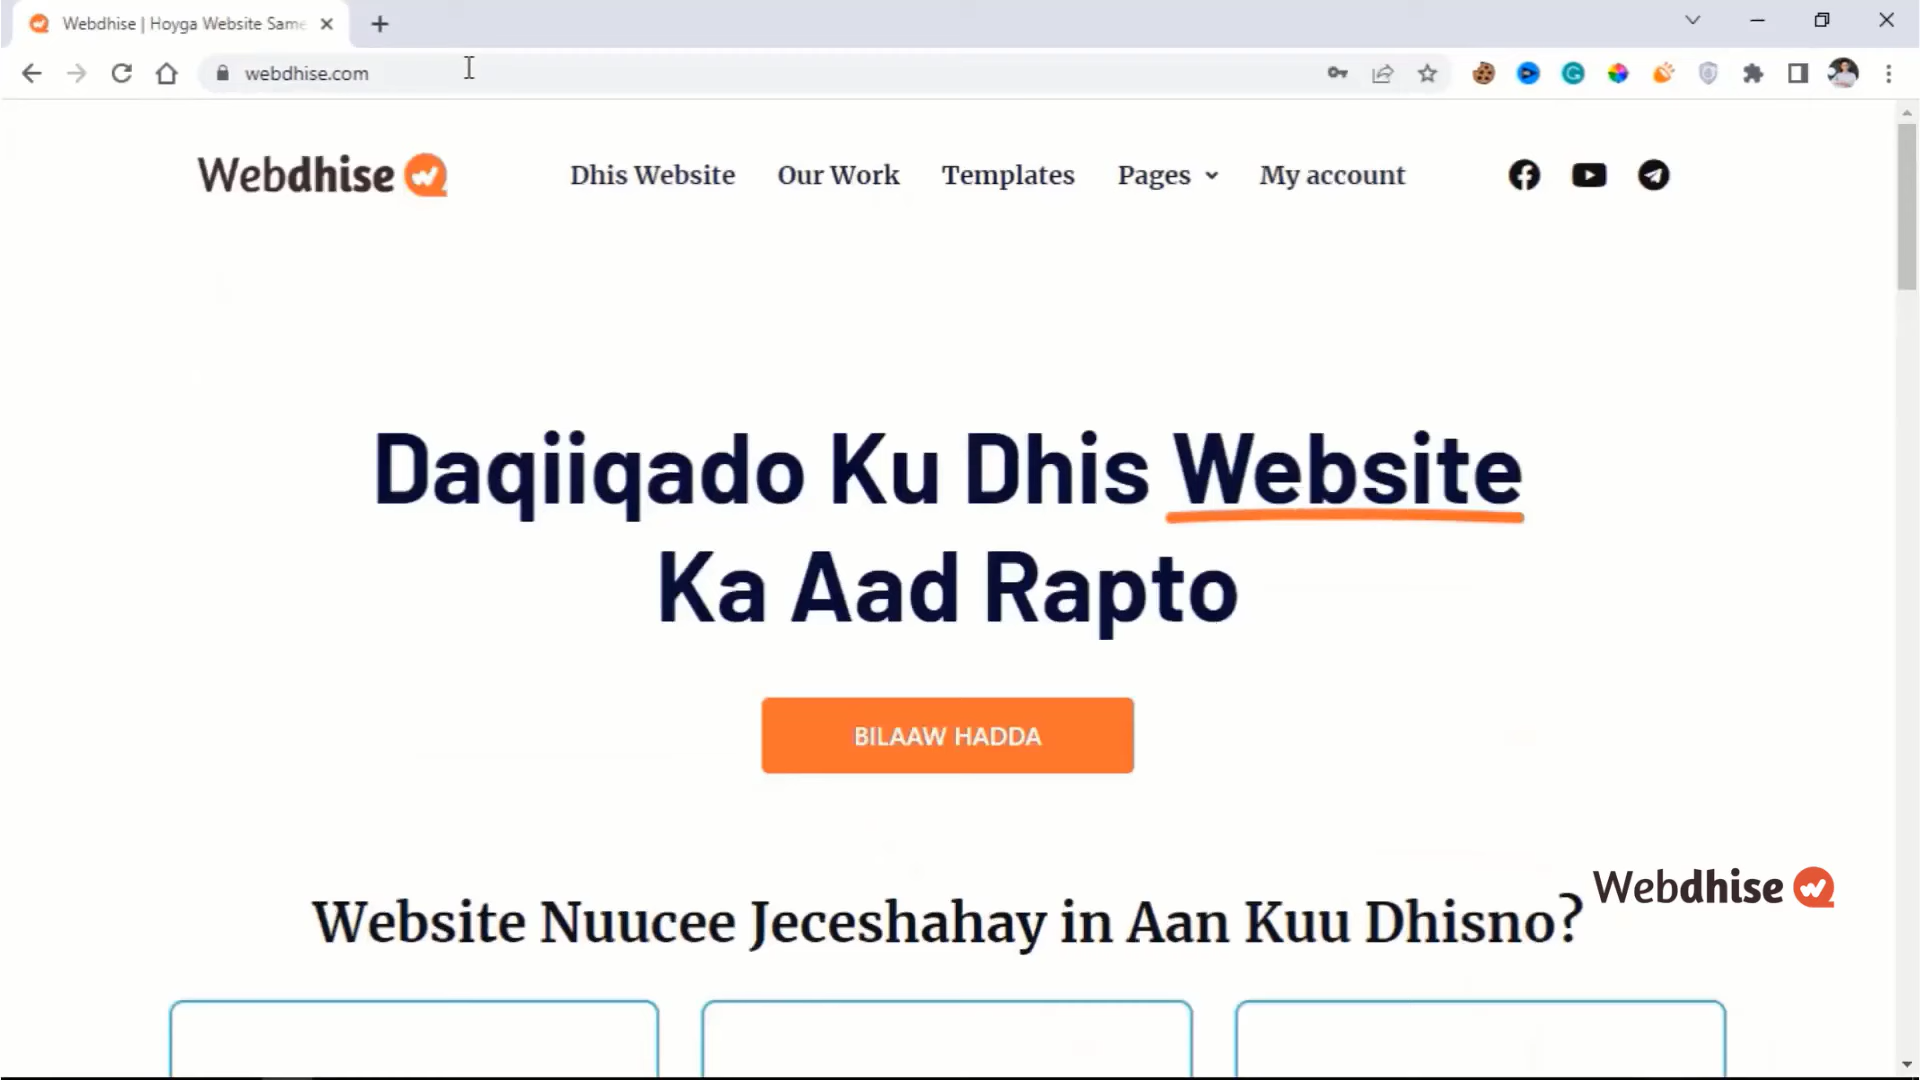 Webdhise | Hoyga Website Same
webdhise.com
Webdhise
Dhis Website
Our Work
Templates
Pages
My account
Daqiiqado Ku Dhis Website
Ka Aad Rapto
BILAAW HADDA
Webdhise
Website Nuucee Jeceshahay in Aan Kuu Dhisno?